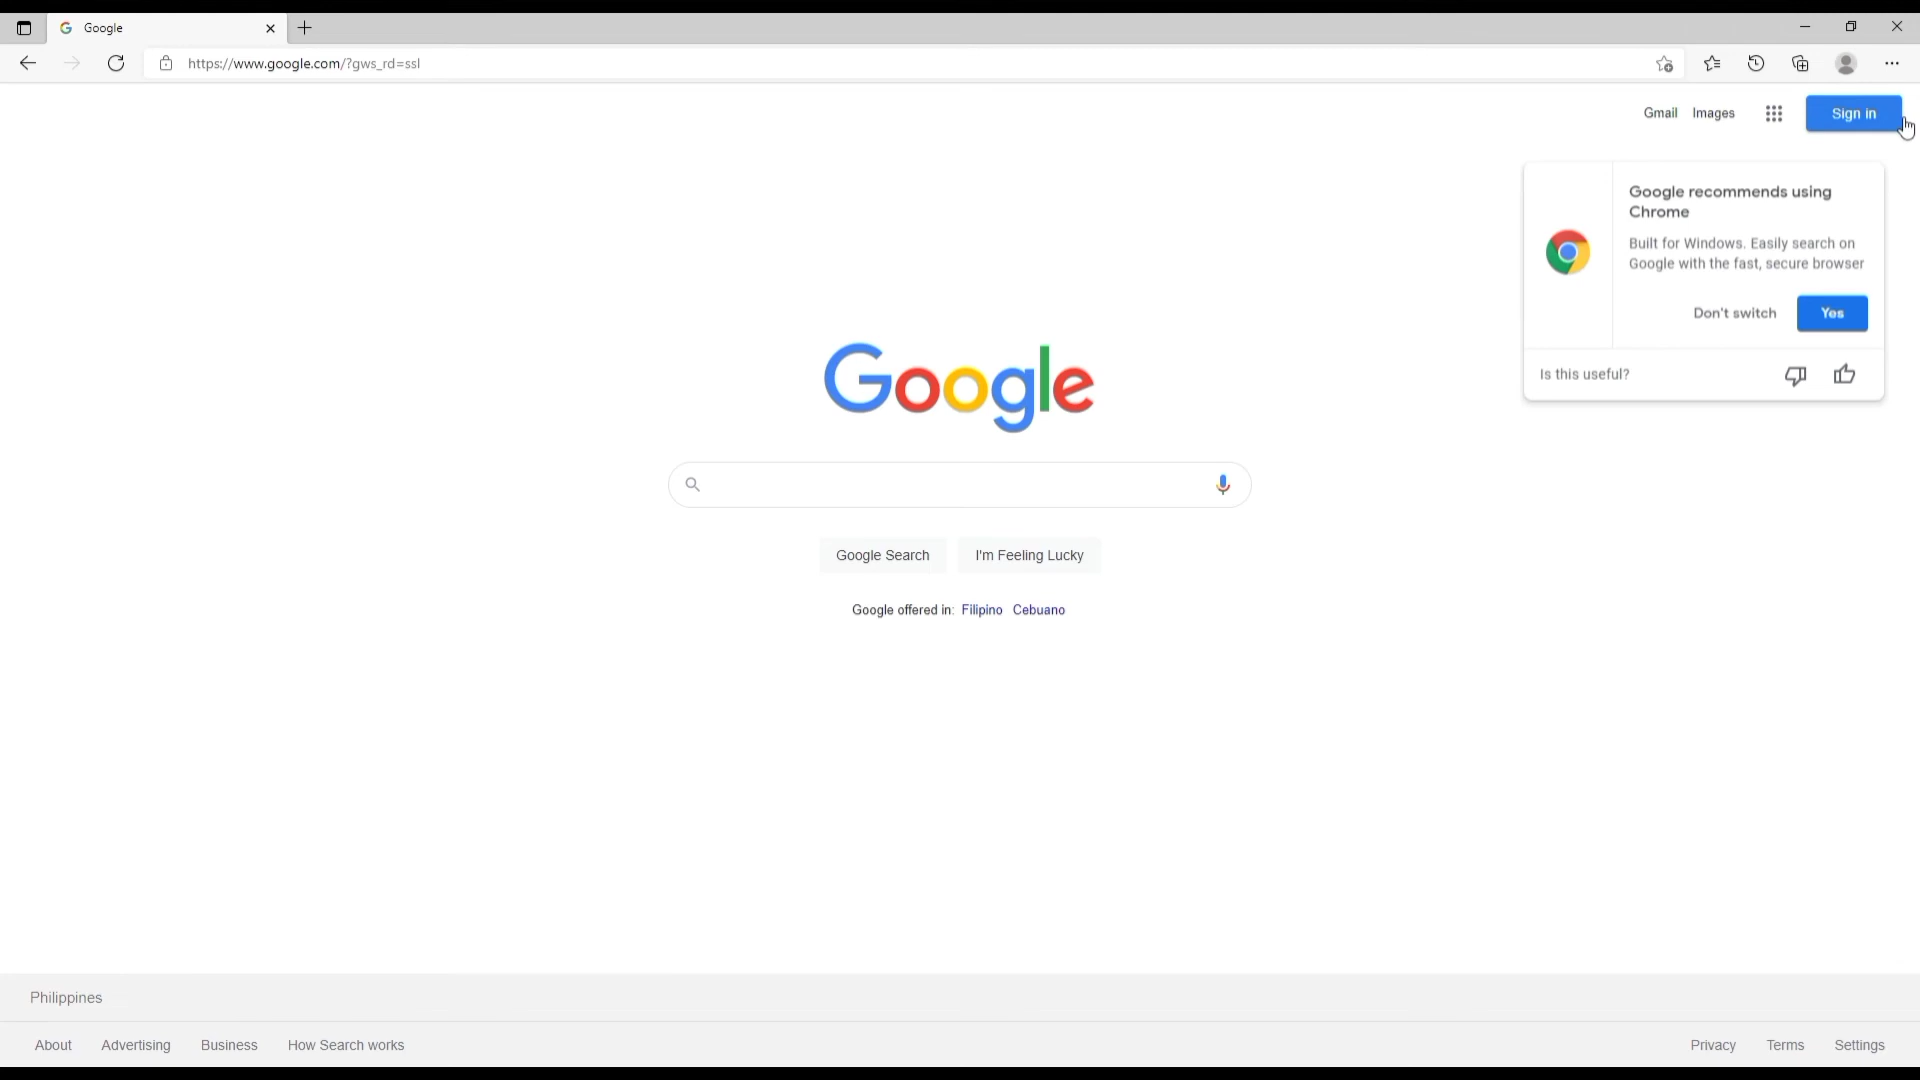 Google
https://www.google.com/?gws_rd=ssl
Gmail Images Sign in
Google recommends using
Chrome
Built for Windows. Easily search on
Google with the fast, secure browser
Don't switch Yes
Is this useful?
Google
Google Search I'm Feeling Lucky
Google offered in: Filipino Cebuano
Philippines
About Advertising Business How Search works Privacy Terms Settings